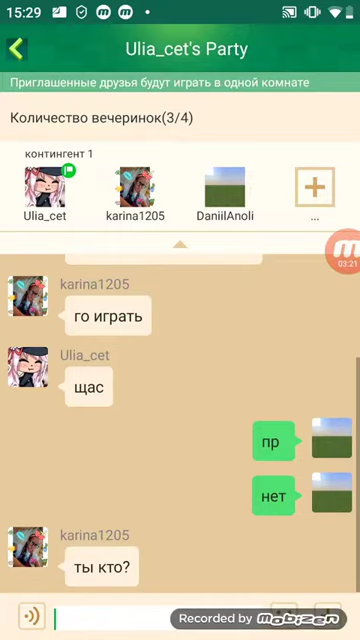 15:29
Ulia_cet's Party
Приглашенные друзья будут играть в одной комнате
Количество вечеринок(3/4)
контингент 1
Ulia_cet
karina1205
DaniilAnoli
...
03:21
karina1205
го играть
Ulia_cet
щас
пр
нет
karina1205
ты кто?
Recorded by mobizen